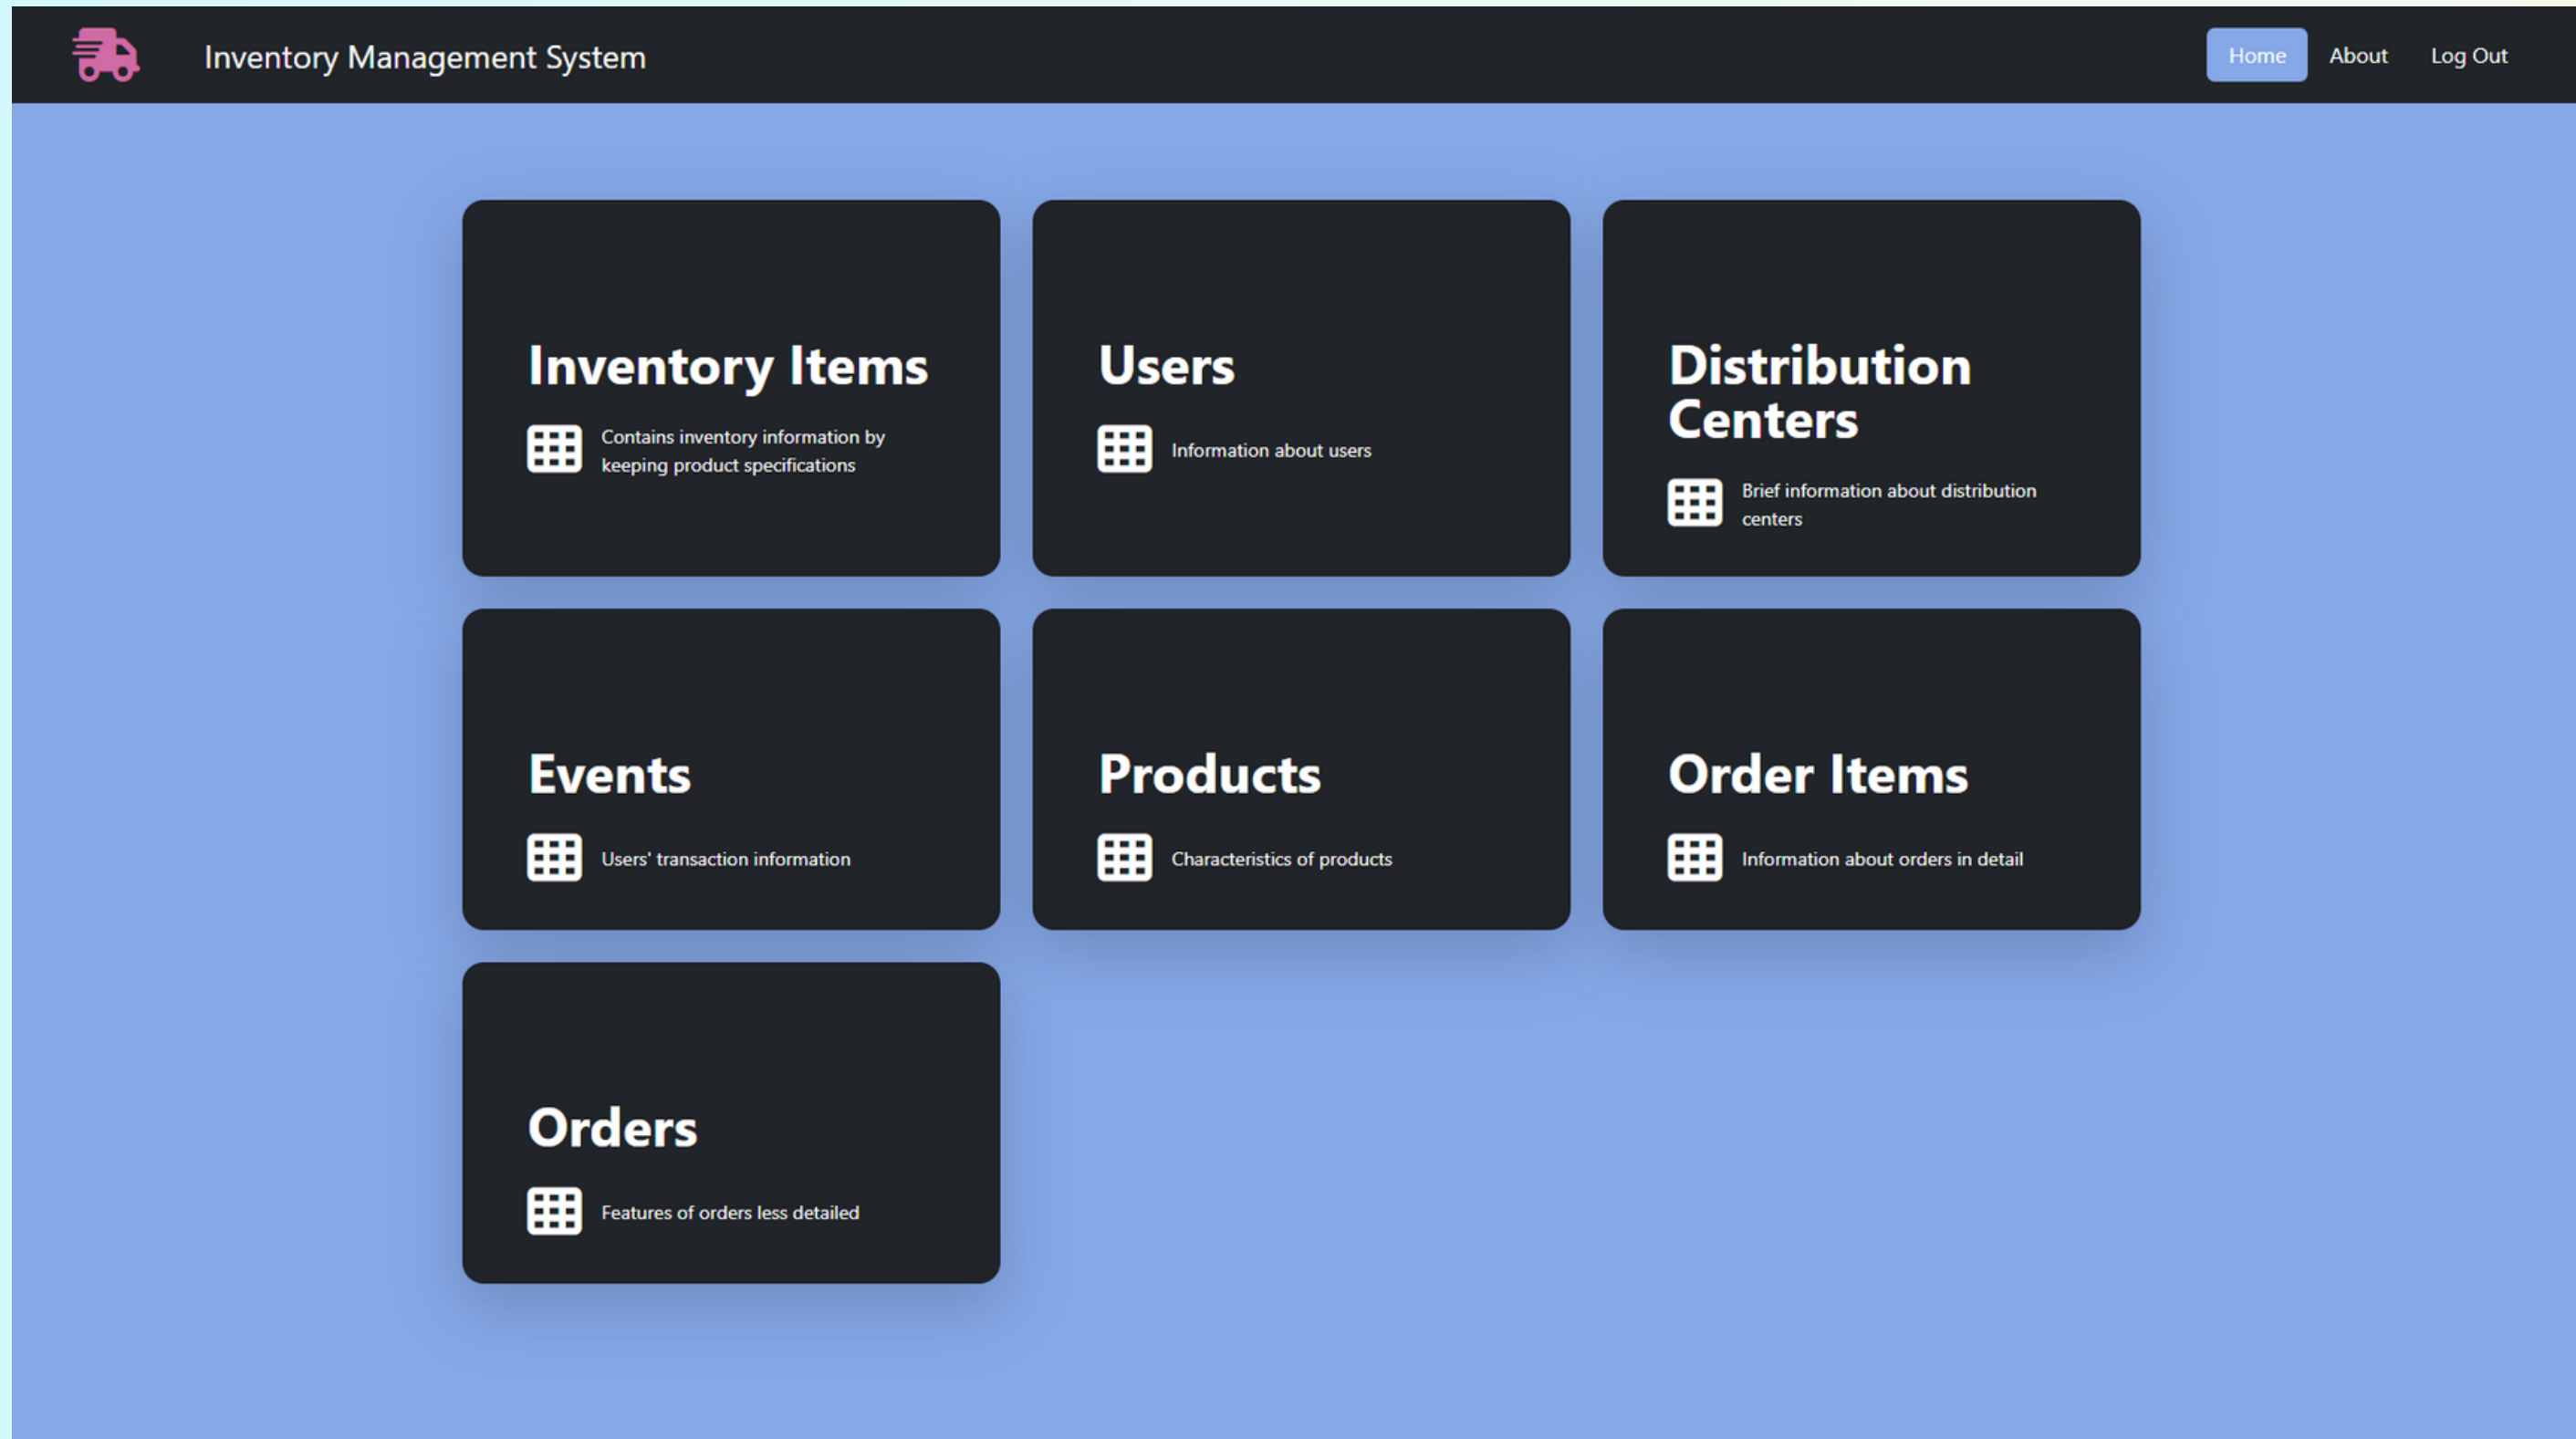 Inventory Management System
Home
About
Log Out
Inventory Items
Contains inventory information by
keeping product specifications
Users
Information about users
Distribution
Centers
Brief information about distribution
centers
Events
Users' transaction information
Products
Characteristics of products
Order Items
Information about orders in detail
Orders
Features of orders less detailed